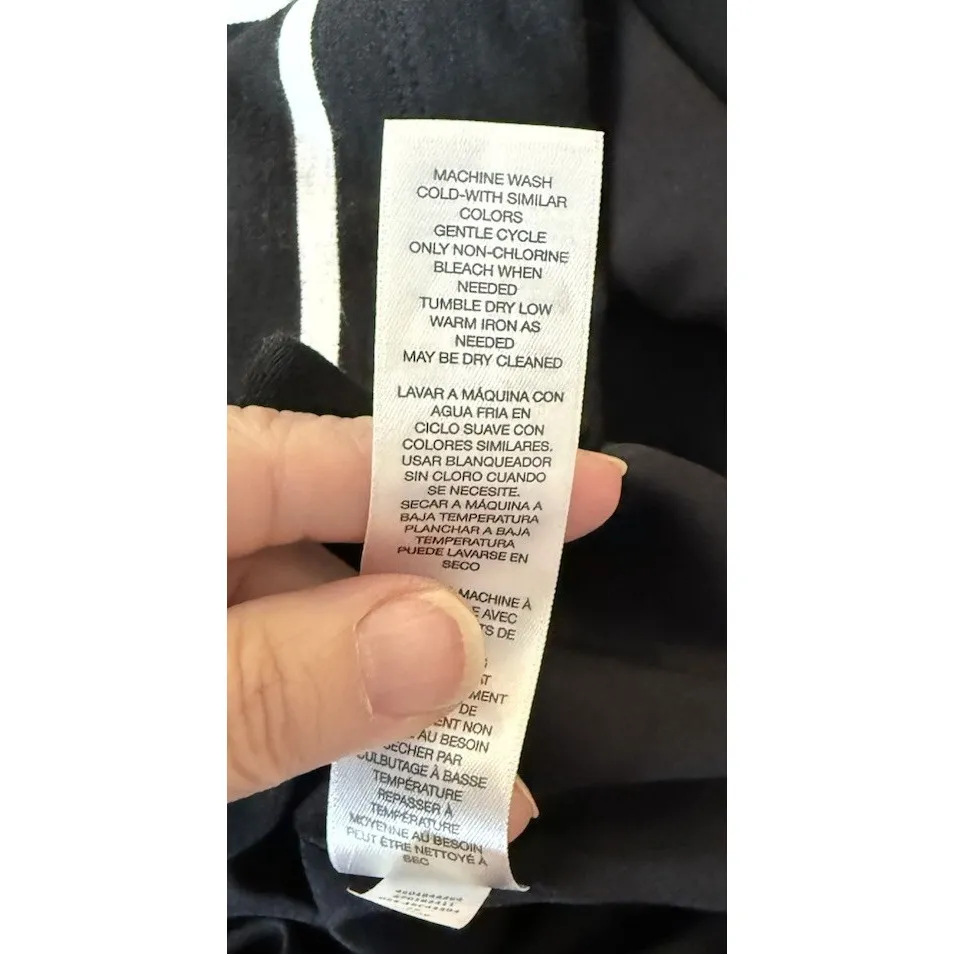 MACHINE WASH
COLD-WITH SIMILAR
COLORS
GENTLE CYCLE
ONLY NON-CHLORINE
BLEACH WHEN
NEEDED
TUMBLE DRY LOW
WARM IRON AS
NEEDED
MAY BE DRY CLEANED
LAVAR A MÁQUINA CON
AGUA FRIA EN
CICLO SUAVE CON
COLORES SIMILARES.
USAR BLANQUEADOR
SIN CLORO CUANDO
SE NECESITE.
SECAR A MÁQUINA A
BAJA TEMPERATURA
PLANCHAR A BAJA
TEMPERATURA
PUEDE LAVARSE EN
SECO
MACHINE À
AVEC
DE
DE
NON
AU BESOIN
SÉCHER PAR
CULBUTAGE À BASSE
TEMPÉRATURE
REPASSER À
TEMPÉRATURE
MOYENNE AU BESOIN
PEUT ÊTRE NETTOYÉ À
SEC